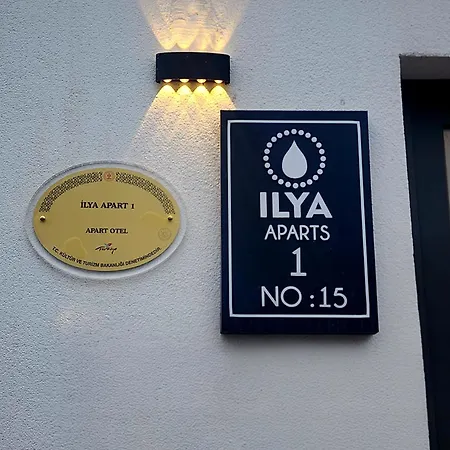 İLYA APART 1
APART OTEL
Türkiye
T.C. KÜLTÜR VE TURİZM BAKANLIĞI DENETİMİNDEDİR
ILYA
APARTS
1
NO :15